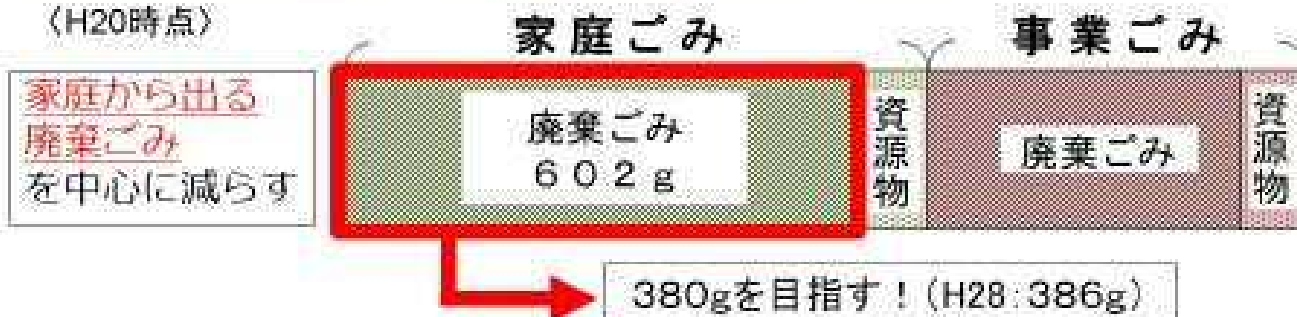 〈H20時点〉
家庭ごみ
事業ごみ
家庭から出る
廃棄ごみ
を中心に減らす
廃棄ごみ
602g
資源物
廃棄ごみ
資源物
380gを目指す！(H28:386g)